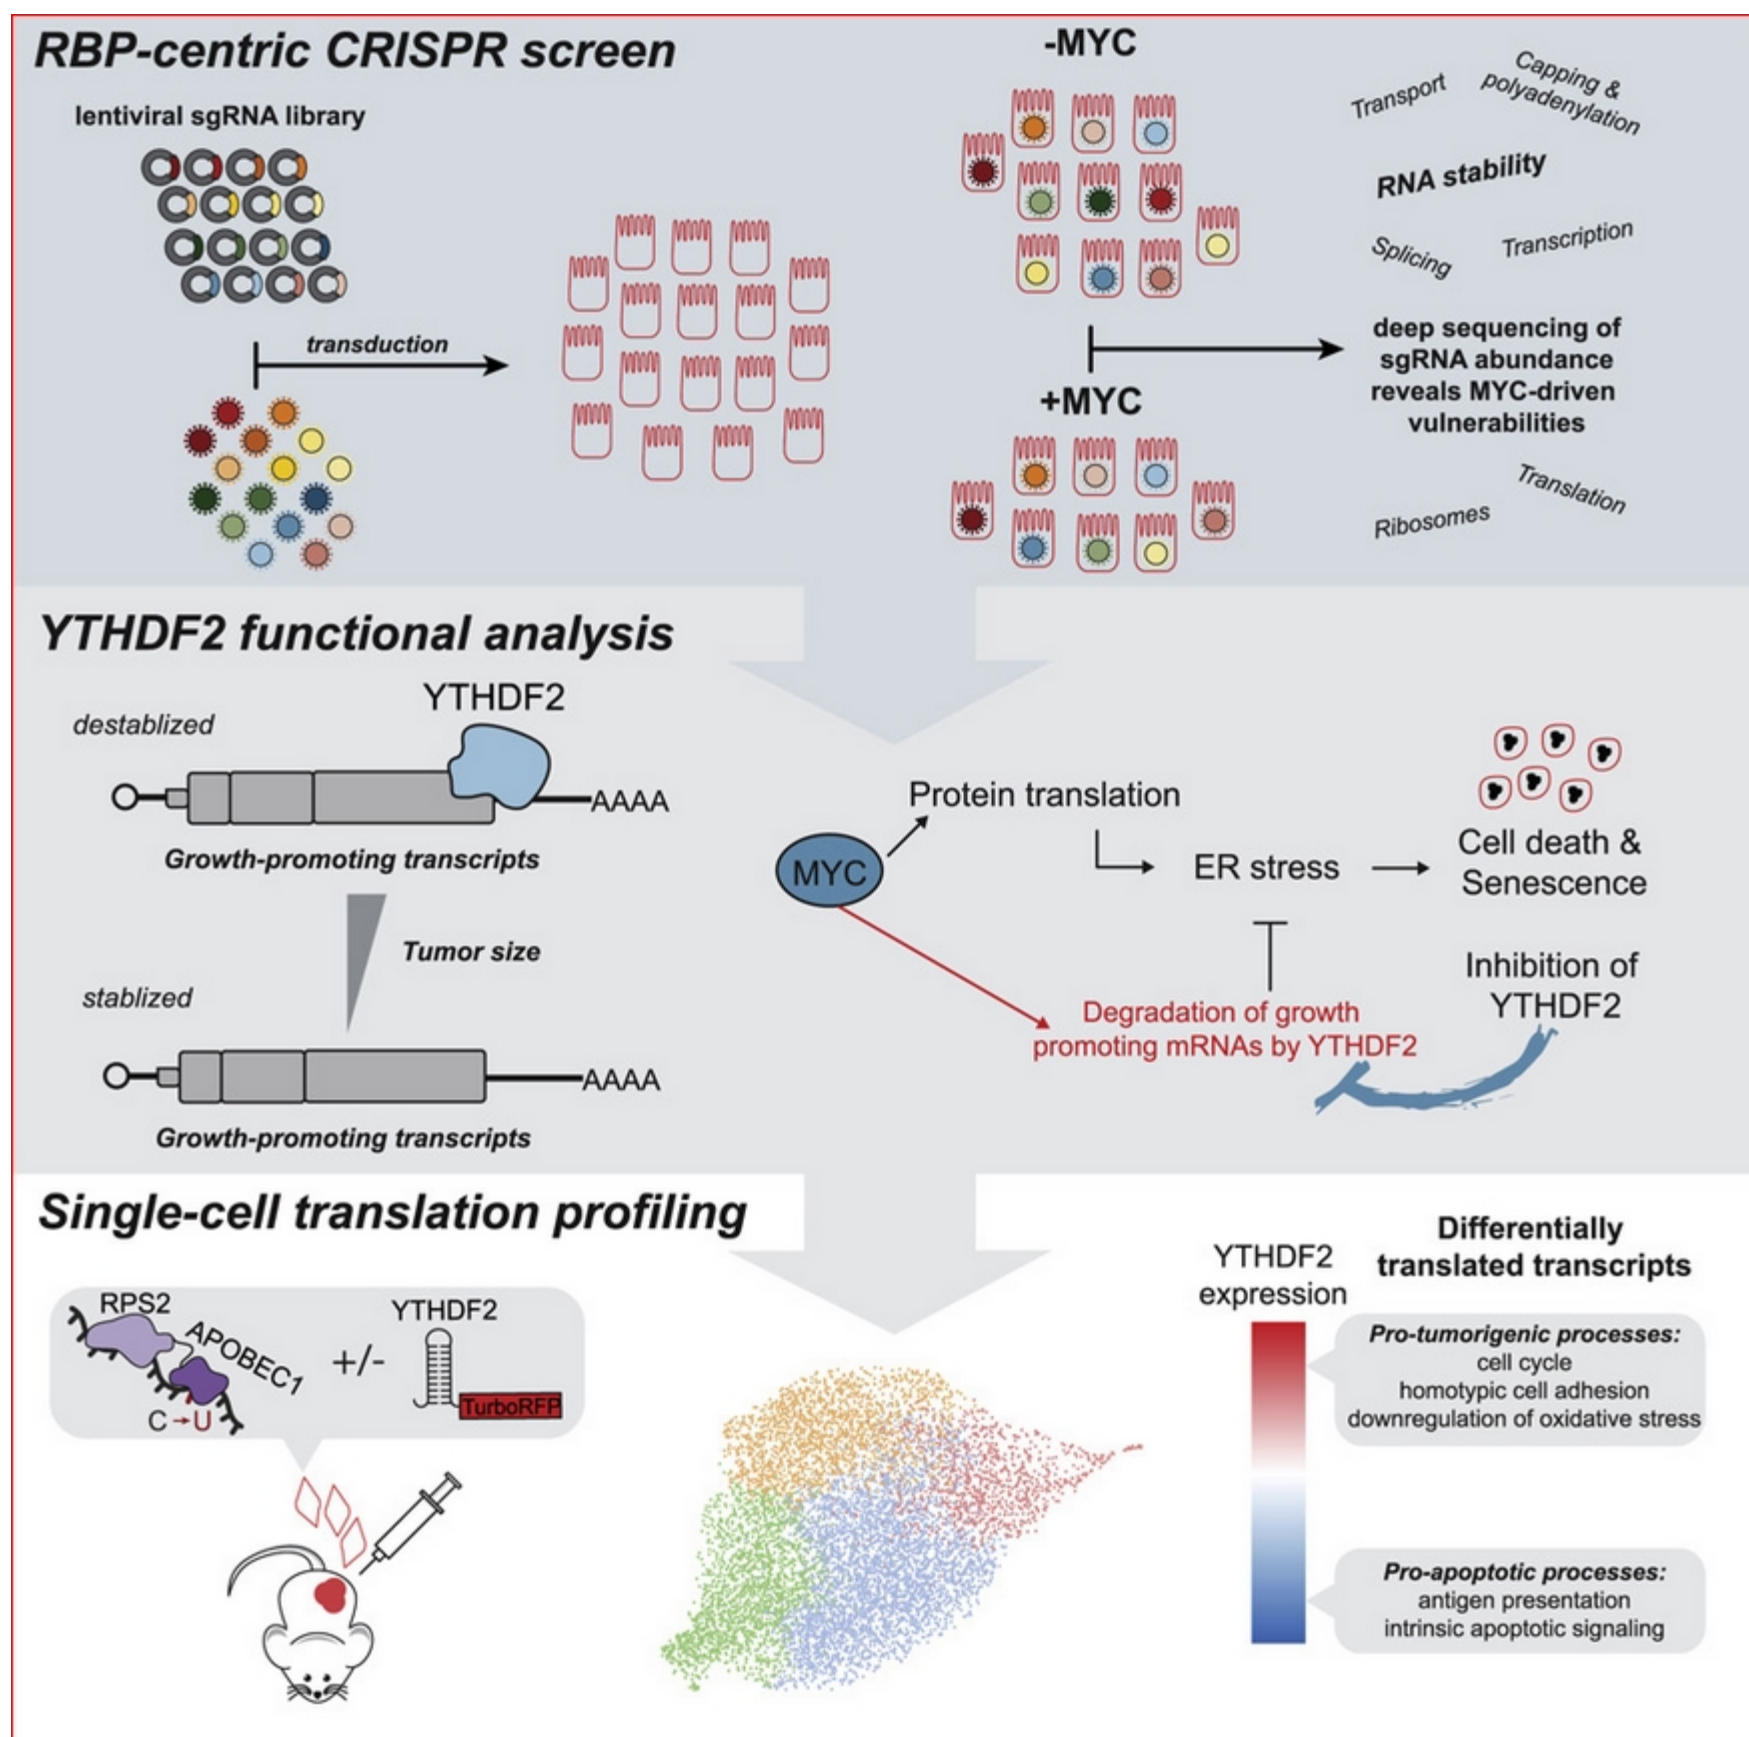 RBP-centric CRISPR screen
lentiviral sgRNA library
transduction
-MYC
+MYC
Transport
Capping &
polyadenylation
RNA stability
Splicing
Transcription
deep sequencing of
sgRNA abundance
reveals MYC-driven
vulnerabilities
Translation
Ribosomes
YTHDF2 functional analysis
YTHDF2
destablized
AAAA
Growth-promoting transcripts
Tumor size
stablized
AAAA
Growth-promoting transcripts
MYC
Protein translation
ER stress
Cell death &
Senescence
Degradation of growth
promoting mRNAs by YTHDF2
Inhibition of
YTHDF2
Single-cell translation profiling
RPS2
APOBEC1
C→U
+/-
YTHDF2
TurboRFP
YTHDF2
expression
Differentially
translated transcripts
Pro-tumorigenic processes:
cell cycle
homotypic cell adhesion
downregulation of oxidative stress
Pro-apoptotic processes:
antigen presentation
intrinsic apoptotic signaling